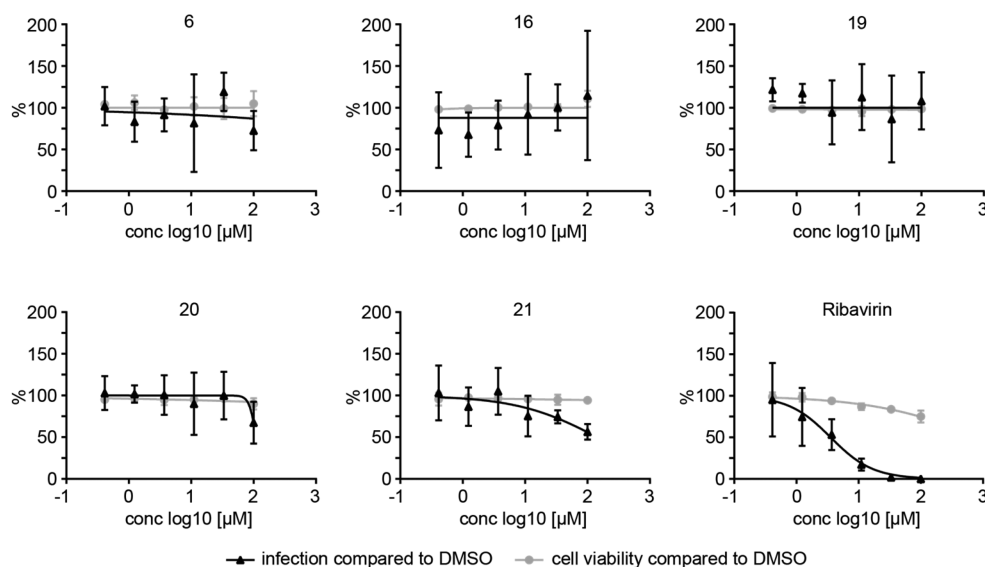 6
16
19
200
150
100
50
0
%
-1 0 1 2 3
conc log10 [µM]
200
150
100
50
0
%
-1 0 1 2 3
conc log10 [µM]
200
150
100
50
0
%
-1 0 1 2 3
conc log10 [µM]
20
21
Ribavirin
200
150
100
50
0
%
-1 0 1 2 3
conc log10 [µM]
200
150
100
50
0
%
-1 0 1 2 3
conc log10 [µM]
200
150
100
50
0
%
-1 0 1 2 3
conc log10 [µM]
infection compared to DMSO
cell viability compared to DMSO